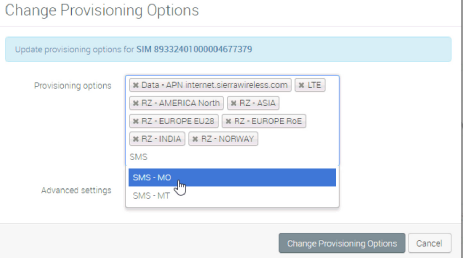 Change Provisioning Options
Update provisioning options for SIM 89332401000004677379
Provisioning options
× Data - APN internet.sierrawireless.com × LTE
× RZ - AMERICA North × RZ - ASIA
× RZ - EUROPE EU28 × RZ - EUROPE RoE
× RZ - INDIA × RZ - NORWAY
SMS
SMS - MO
Advanced settings
SMS - MT
Change Provisioning Options Cancel